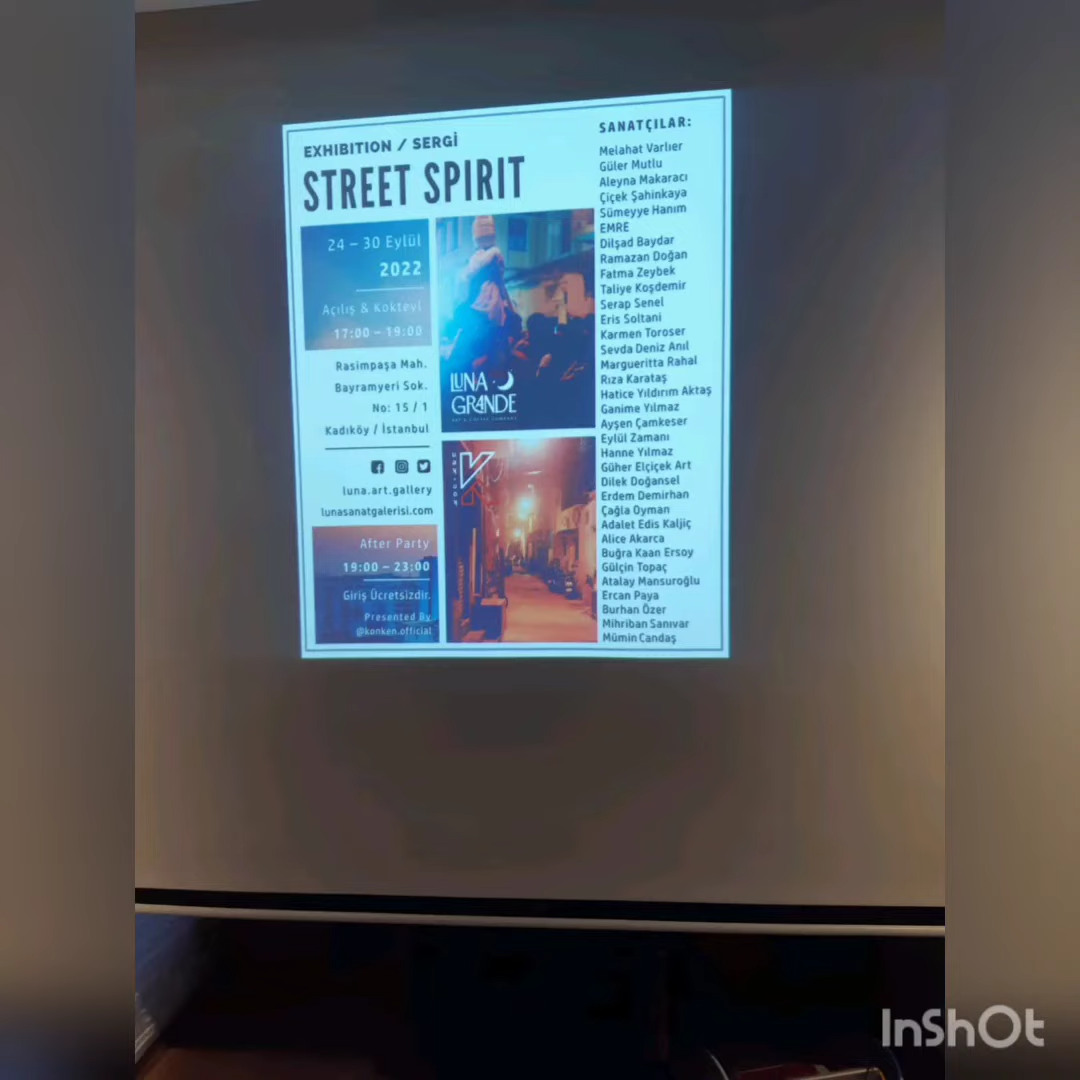 EXHIBITION / SERGİ
STREET SPIRIT
24 – 30 Eylül
2022
Açılış & Kokteyl
17:00 – 19:00
Rasimpaşa Mah.
Bayramyeri Sok.
No: 15 / 1
Kadıköy / İstanbul
luna.art.gallery
lunasanatgalerisi.com
After Party
19:00 – 23:00
Giriş Ücretsizdir.
Presented By
@konken.official
LUNA
GRANDE
SANATÇILAR:
Melahat Varlıer
Güler Mutlu
Aleyna Makaracı
Çiçek Şahinkaya
Sümeyye Hanım
EMRE
Dilşad Baydar
Ramazan Doğan
Fatma Zeybek
Taliye Koşdemir
Serap Senel
Eris Soltani
Karmen Toroser
Sevda Deniz Anıl
Margueritta Rahal
Rıza Karataş
Hatice Yıldırım Aktaş
Ganime Yılmaz
Ayşen Çamkeser
Eylül Zamanı
Hanne Yılmaz
Güher Elçiçek Art
Dilek Doğansel
Erdem Demirhan
Çağla Oyman
Adalet Edis Kaljiç
Alice Akarca
Buğra Kaan Ersoy
Gülçin Topaç
Atalay Mansuroğlu
Ercan Paya
Burhan Özer
Mihriban Sanıvar
Mümin Candaş
InShOt